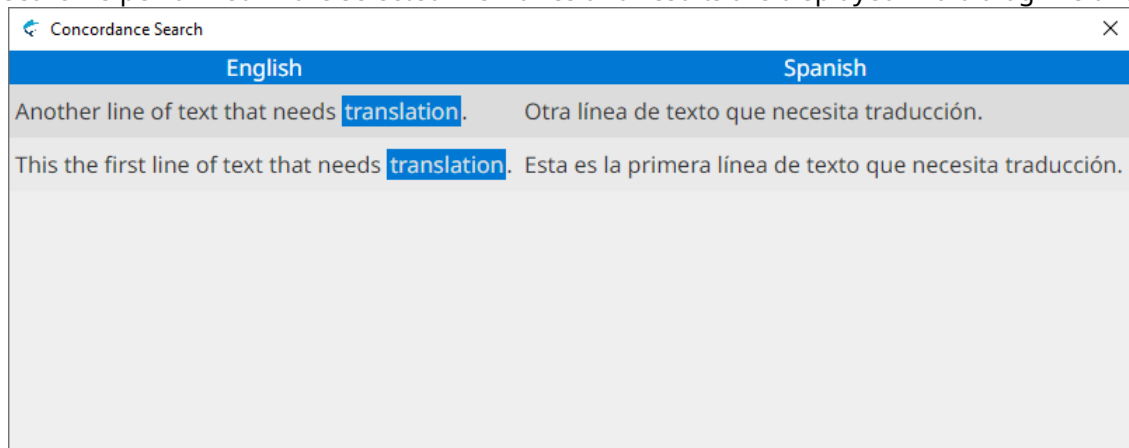 Concordance Search
English Spanish
Another line of text that needs translation. Otra línea de texto que necesita traducción.
This the first line of text that needs translation. Esta es la primera línea de texto que necesita traducción.